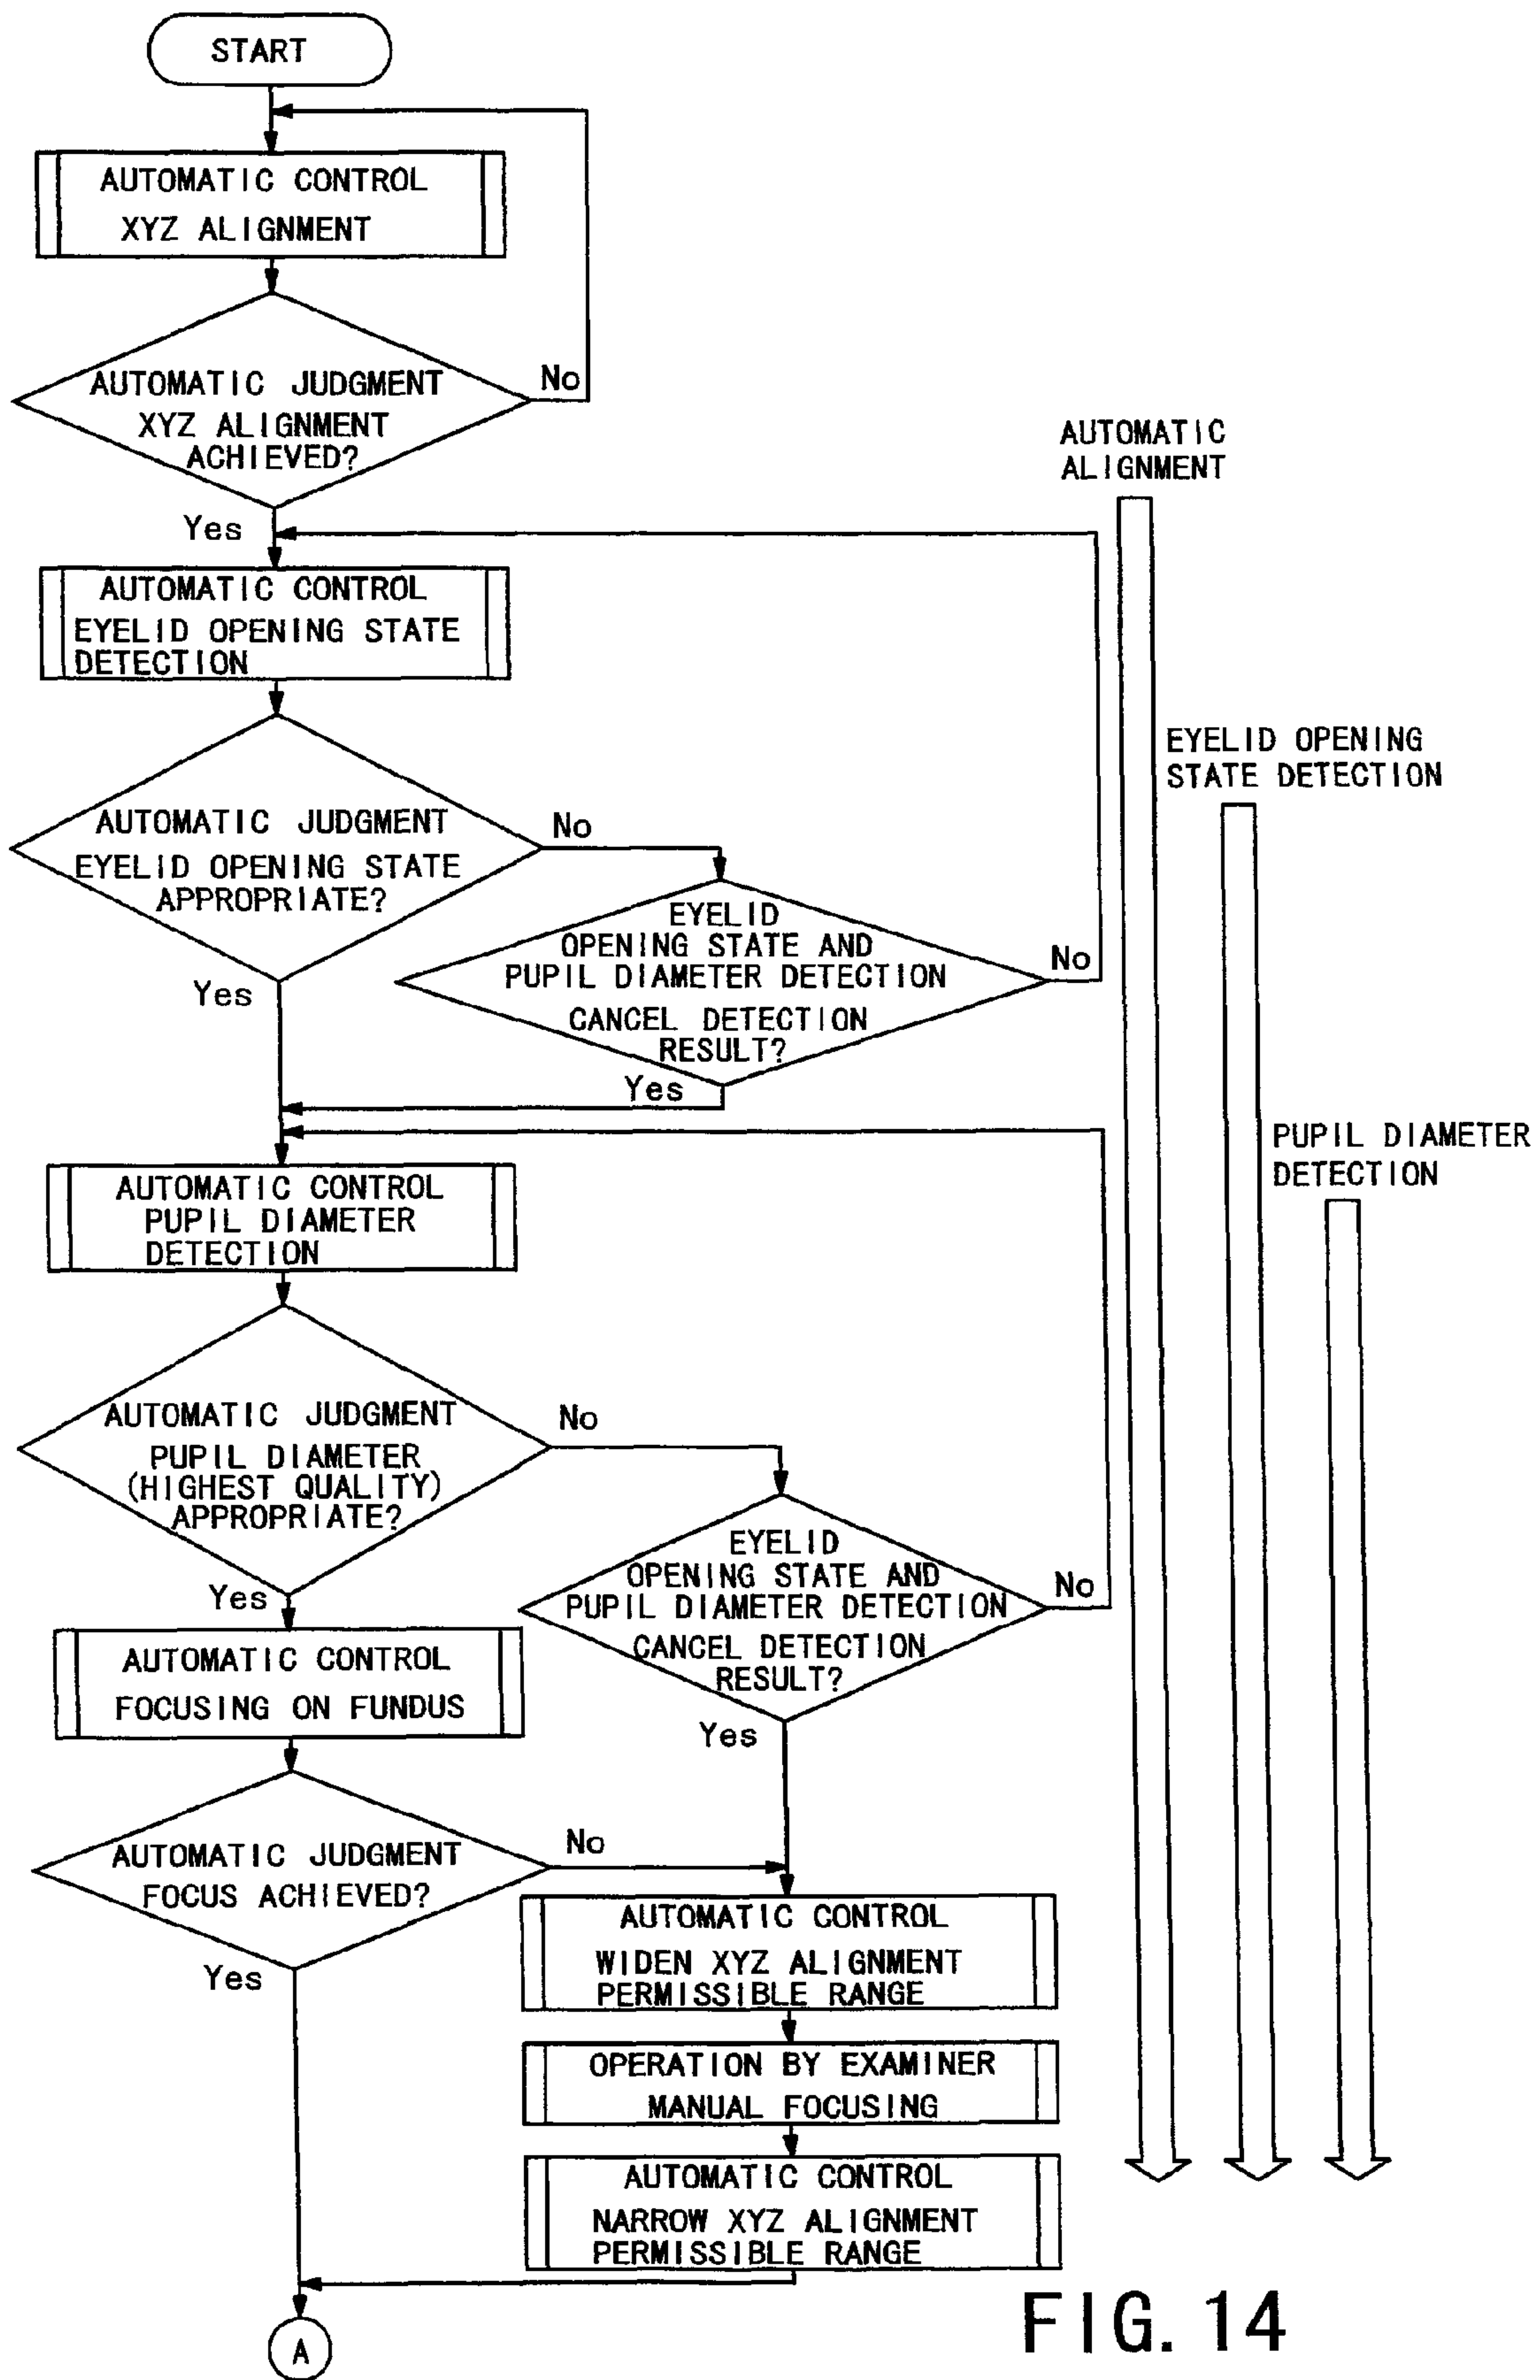 START
AUTOMATIC CONTROL
XYZ ALIGNMENT
AUTOMATIC JUDGMENT
XYZ ALIGNMENT
ACHIEVED?
No
Yes
AUTOMATIC
ALIGNMENT
AUTOMATIC CONTROL
EYELID OPENING STATE
DETECTION
EYELID OPENING
STATE DETECTION
AUTOMATIC JUDGMENT
EYELID OPENING STATE
APPROPRIATE?
No
Yes
EYELID
OPENING STATE AND
PUPIL DIAMETER DETECTION
CANCEL DETECTION
RESULT?
No
Yes
PUPIL DIAMETER
DETECTION
AUTOMATIC CONTROL
PUPIL DIAMETER
DETECTION
AUTOMATIC JUDGMENT
PUPIL DIAMETER
(HIGHEST QUALITY)
APPROPRIATE?
No
Yes
EYELID
OPENING STATE AND
PUPIL DIAMETER DETECTION
CANCEL DETECTION
RESULT?
No
Yes
AUTOMATIC CONTROL
FOCUSING ON FUNDUS
AUTOMATIC JUDGMENT
FOCUS ACHIEVED?
No
Yes
AUTOMATIC CONTROL
WIDEN XYZ ALIGNMENT
PERMISSIBLE RANGE
OPERATION BY EXAMINER
MANUAL FOCUSING
AUTOMATIC CONTROL
NARROW XYZ ALIGNMENT
PERMISSIBLE RANGE
A
FIG. 14